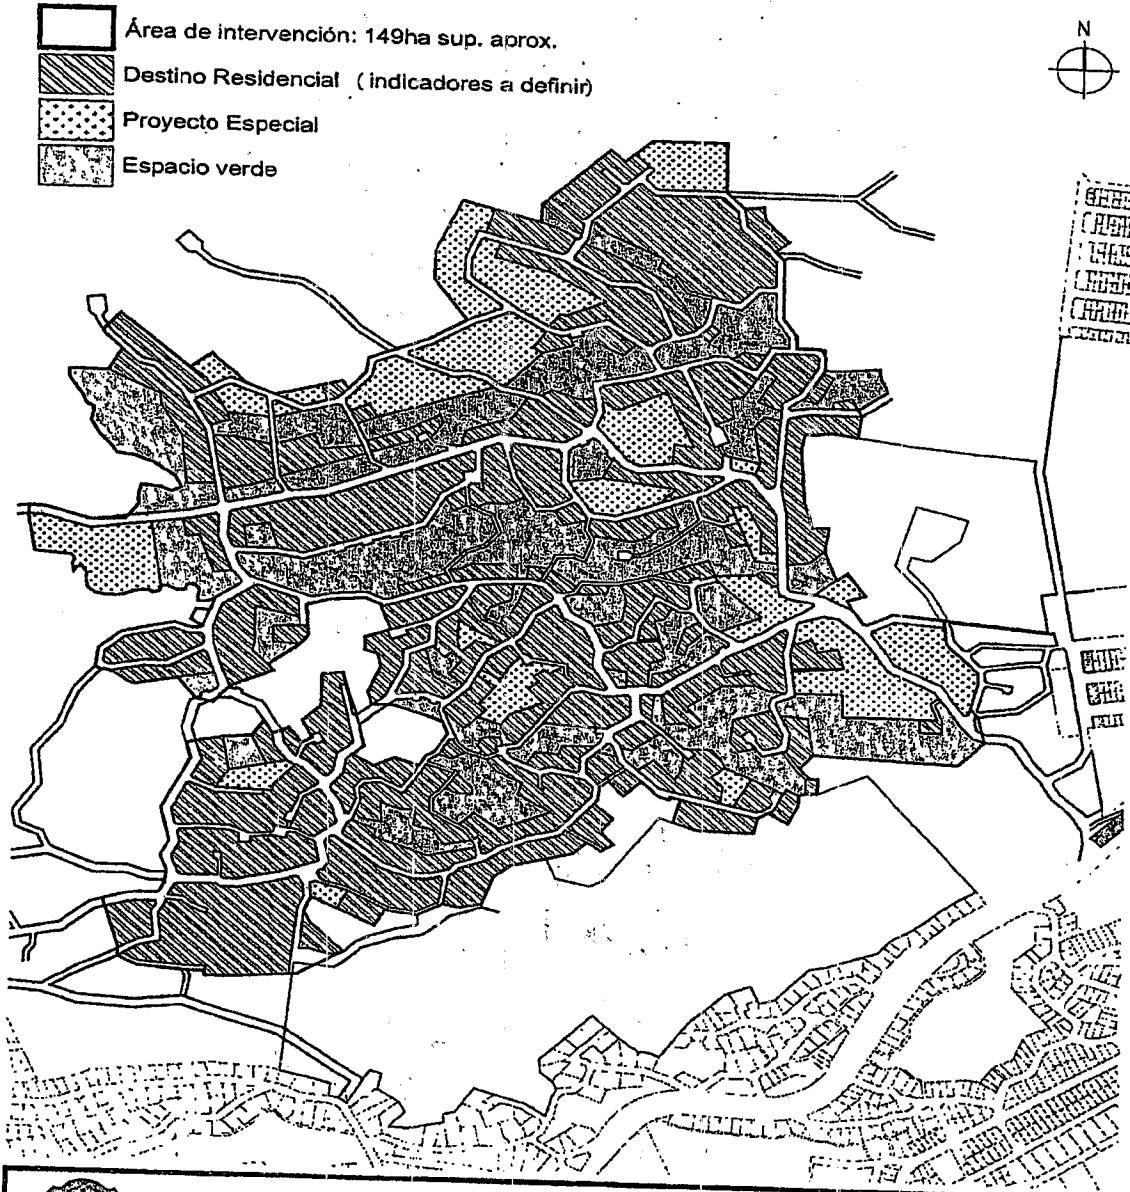 Área de intervención: 149ha sup. aprox.
N
Destino Residencial (indicadores a definir)
Proyecto Especial
Espacio verde